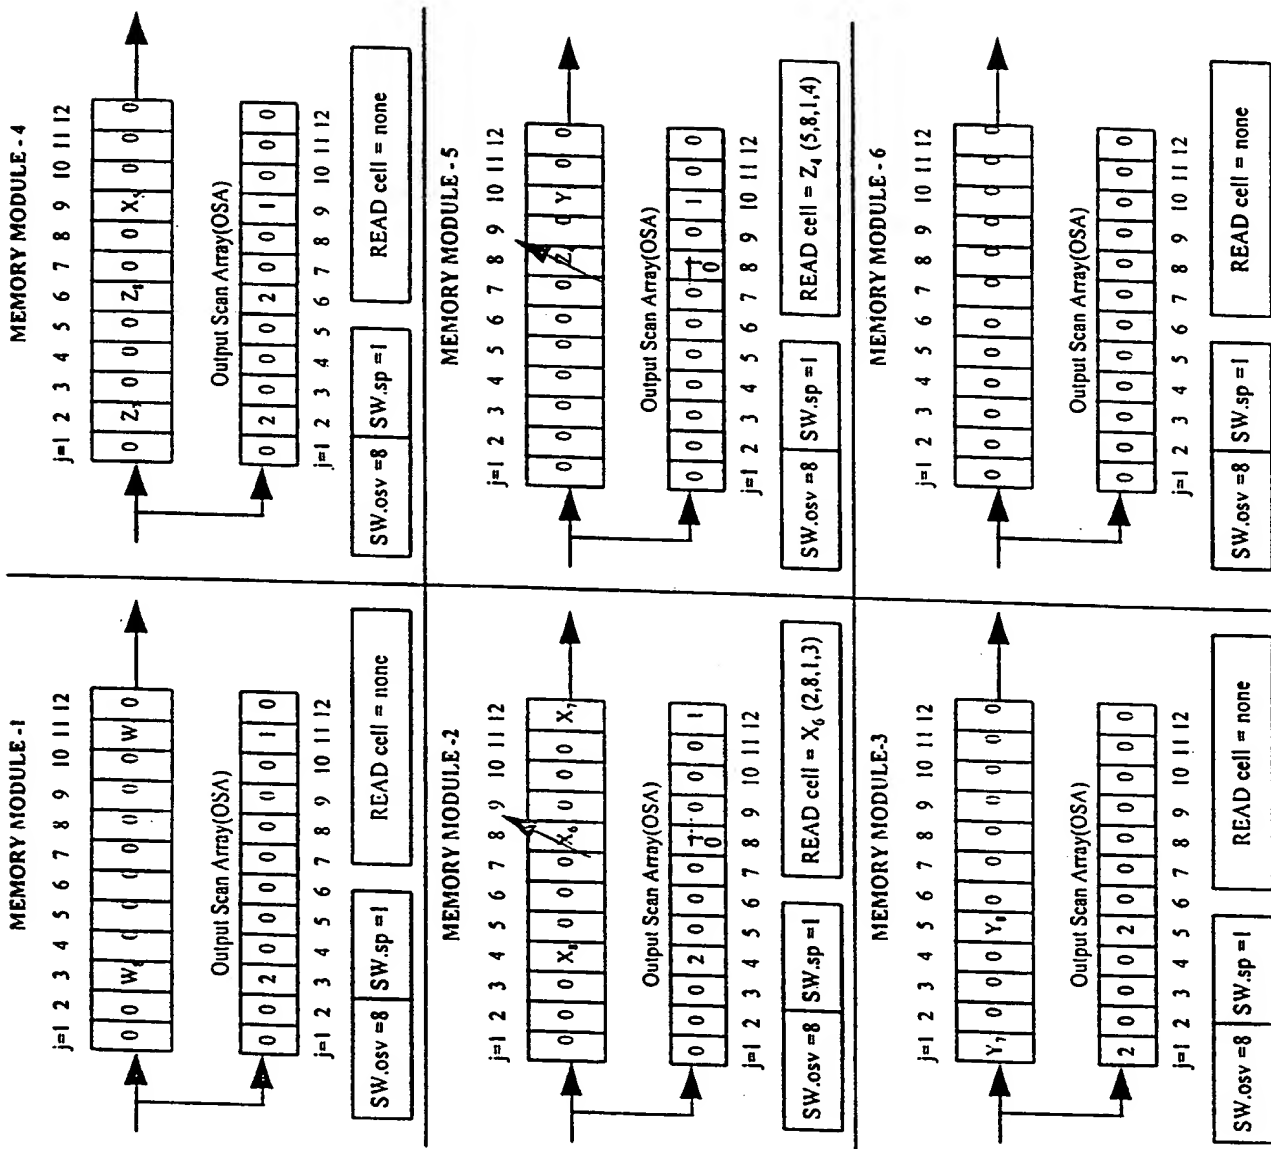 MEMORY MODULE -1
j=1 2 3 4 5 6 7 8 9 10 11 12
0 0 W 0 0 0 0 0 0 0 W 0
Output Scan Array(OSA)
0 0 2 0 0 0 0 0 0 0 1 0
j=1 2 3 4 5 6 7 8 9 10 11 12
SW.osv =8 SW.sp =1 READ cell = none
MEMORY MODULE - 4
j=1 2 3 4 5 6 7 8 9 10 11 12
0 Z₇ 0 0 0 Z₈ 0 0 X 0 0 0
Output Scan Array(OSA)
0 2 0 0 0 2 0 0 1 0 0 0
j=1 2 3 4 5 6 7 8 9 10 11 12
SW.osv =8 SW.sp =1 READ cell = none
MEMORY MODULE -2
j=1 2 3 4 5 6 7 8 9 10 11 12
0 0 0 X₈ 0 0 0 X₆ 0 0 0 X₇
Output Scan Array(OSA)
0 0 0 2 0 0 0 1 0 0 0 1
0
j=1 2 3 4 5 6 7 8 9 10 11 12
SW.osv =8 SW.sp =1 READ cell = X₆ (2,8,1,3)
MEMORY MODULE - 5
j=1 2 3 4 5 6 7 8 9 10 11 12
0 0 0 0 0 0 0 Z 0 Y 0 0
Output Scan Array(OSA)
0 0 0 0 0 0 0 1 0 1 0 0
0
j=1 2 3 4 5 6 7 8 9 10 11 12
SW.osv =8 SW.sp =1 READ cell = Z₄ (5,8,1,4)
MEMORY MODULE-3
j=1 2 3 4 5 6 7 8 9 10 11 12
Y₇ 0 0 0 Y₈ 0 0 0 0 0 0 0
Output Scan Array(OSA)
2 0 0 0 2 0 0 0 0 0 0 0
j=1 2 3 4 5 6 7 8 9 10 11 12
SW.osv =8 SW.sp =1 READ cell = none
MEMORY MODULE - 6
j=1 2 3 4 5 6 7 8 9 10 11 12
0 0 0 0 0 0 0 0 0 0 0 0
Output Scan Array(OSA
0 0 0 0 0 0 0 0 0 0 0 0
j=1 2 3 4 5 6 7 8 9 10 11 12
SW.osv =8 SW.sp =1 READ cell = none